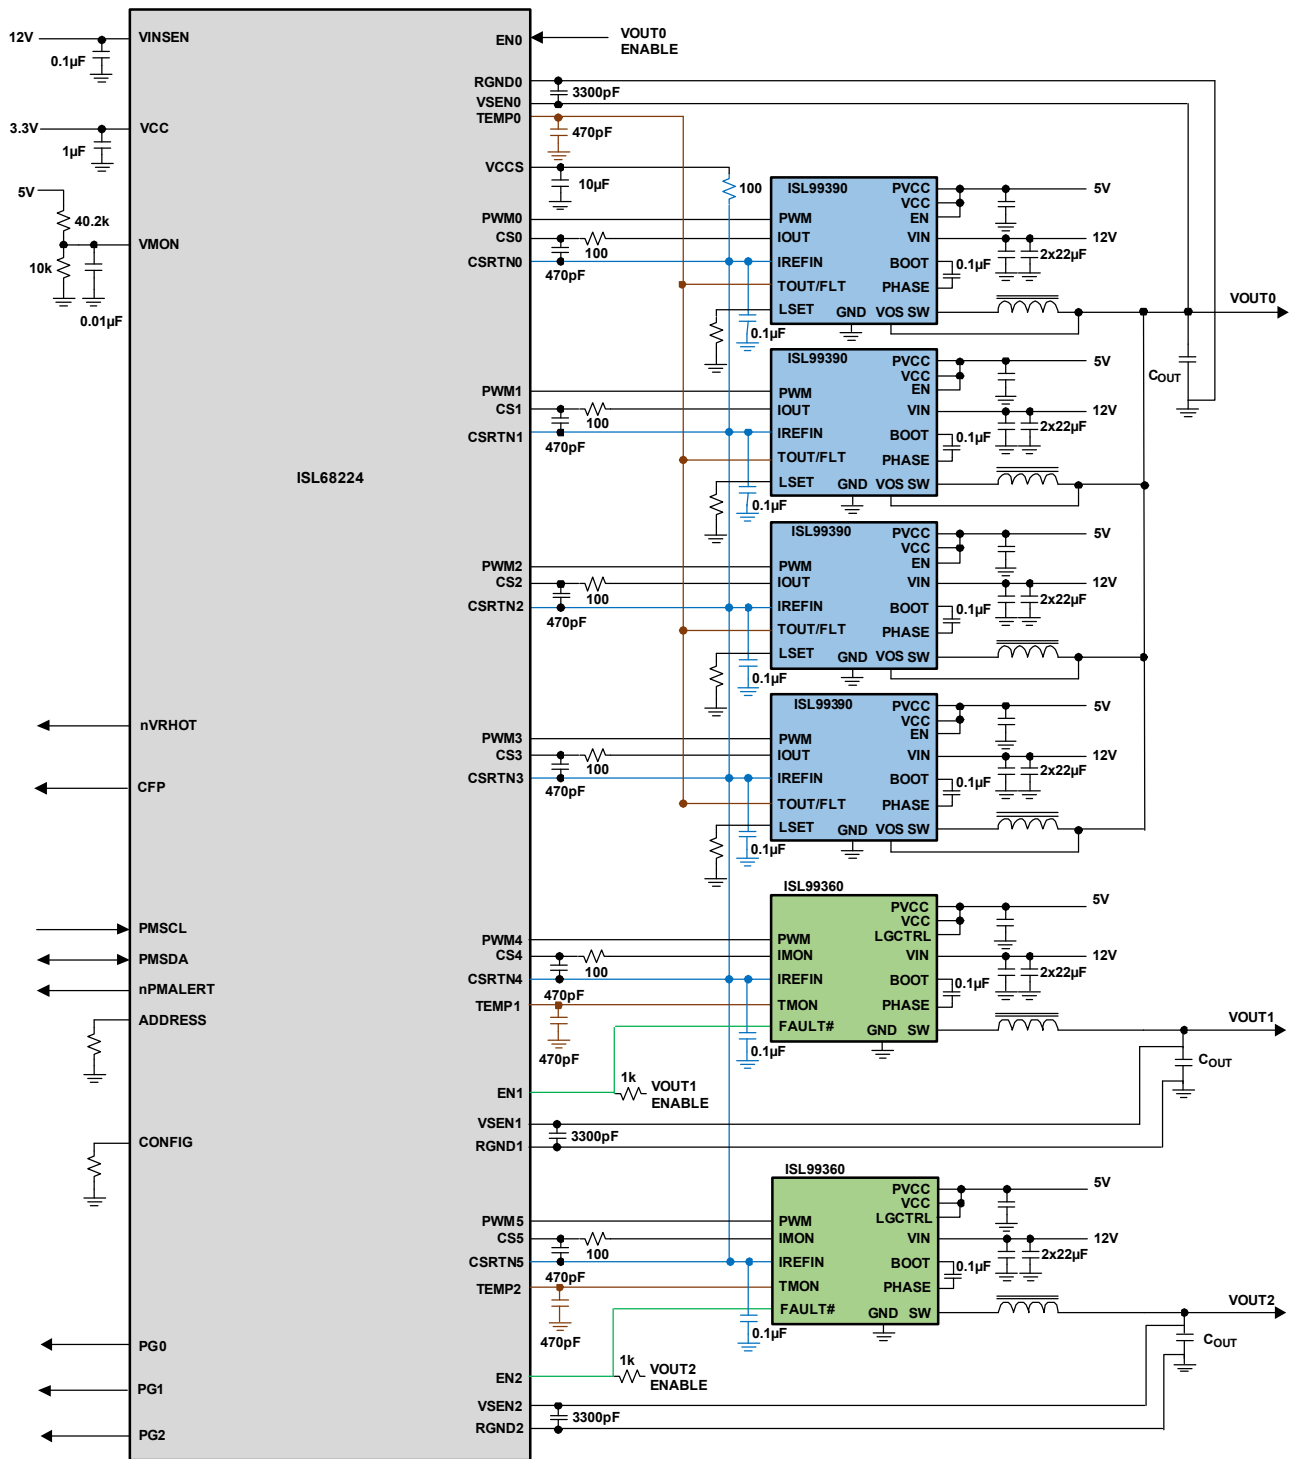 12V
VINSEN
0.1µF
3.3V
VCC
1µF
5V
40.2k
VMON
10k
0.01µF
ISL68224
nVRHOT
CFP
PMSCL
PMSDA
nPMALERT
ADDRESS
CONFIG
PG0
PG1
PG2
EN0
VOUT0
ENABLE
RGND0
3300pF
VSEN0
TEMP0
470pF
VCCS
10µF
100
PWM0
CS0
100
CSRTN0
470pF
ISL99390
PWM
IOUT
IREFIN
TOUT/FLT
LSET
GND
VOS SW
PVCC
VCC
EN
VIN
BOOT
PHASE
5V
12V
2x22µF
0.1µF
0.1µF
VOUT0
COUT
PWM1
CS1
100
CSRTN1
470pF
ISL99390
PWM
IOUT
IREFIN
TOUT/FLT
LSET
GND
VOS SW
PVCC
VCC
EN
VIN
BOOT
PHASE
5V
12V
2x22µF
0.1µF
0.1µF
PWM2
CS2
100
CSRTN2
470pF
ISL99390
PWM
IOUT
IREFIN
TOUT/FLT
LSET
GND
VOS SW
PVCC
VCC
EN
VIN
BOOT
PHASE
5V
12V
2x22µF
0.1µF
0.1µF
PWM3
CS3
100
CSRTN3
470pF
ISL99390
PWM
IOUT
IREFIN
TOUT/FLT
LSET
GND
VOS SW
PVCC
VCC
EN
VIN
BOOT
PHASE
5V
12V
2x22µF
0.1µF
0.1µF
PWM4
CS4
100
CSRTN4
470pF
TEMP1
470pF
ISL99360
PWM
IMON
IREFIN
TMON
FAULT#
GND
SW
PVCC
VCC
LGCTRL
VIN
BOOT
PHASE
5V
12V
2x22µF
0.1µF
0.1µF
VOUT1
COUT
EN1
1k
VOUT1
ENABLE
VSEN1
3300pF
RGND1
PWM5
CS5
100
CSRTN5
470pF
TEMP2
470pF
ISL99360
PWM
IMON
IREFIN
TMON
FAULT#
GND
SW
PVCC
VCC
LGCTRL
VIN
BOOT
PHASE
5V
12V
2x22µF
0.1µF
0.1µF
VOUT2
COUT
EN2
1k
VOUT2
ENABLE
VSEN2
3300pF
RGND2